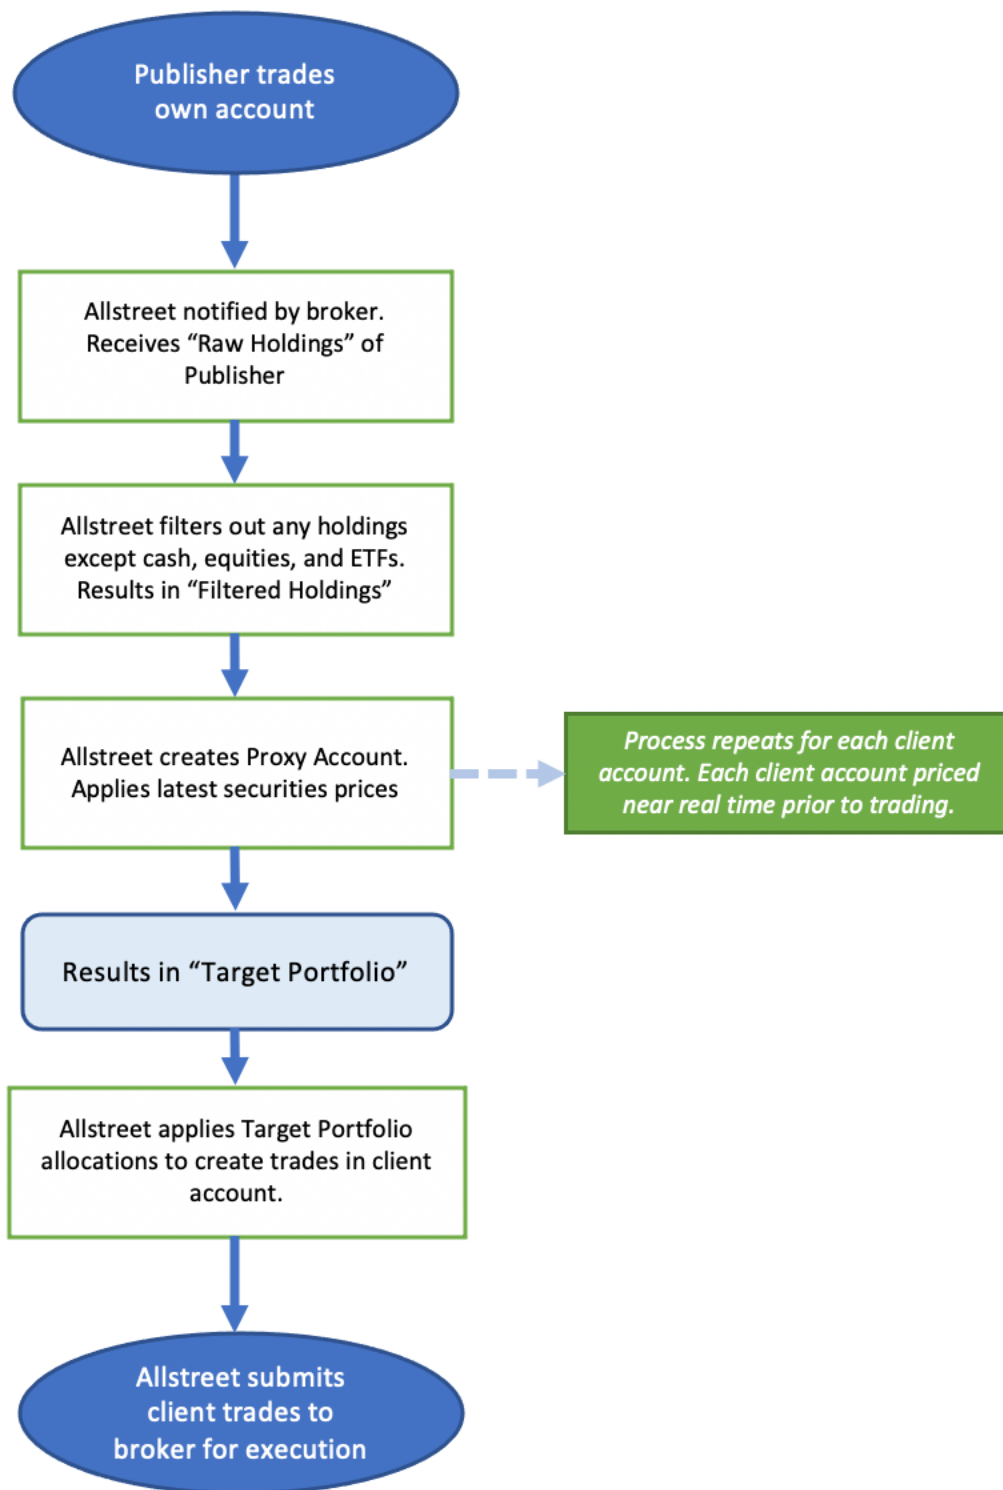 Publisher trades
own account
Allstreet notified by broker.
Receives “Raw Holdings” of
Publisher
Allstreet filters out any holdings
except cash, equities, and ETFs.
Results in “Filtered Holdings”
Allstreet creates Proxy Account.
Applies latest securities prices
Process repeats for each client
account. Each client account priced
near real time prior to trading.
Results in “Target Portfolio”
Allstreet applies Target Portfolio
allocations to create trades in client
account.
Allstreet submits
client trades to
broker for execution